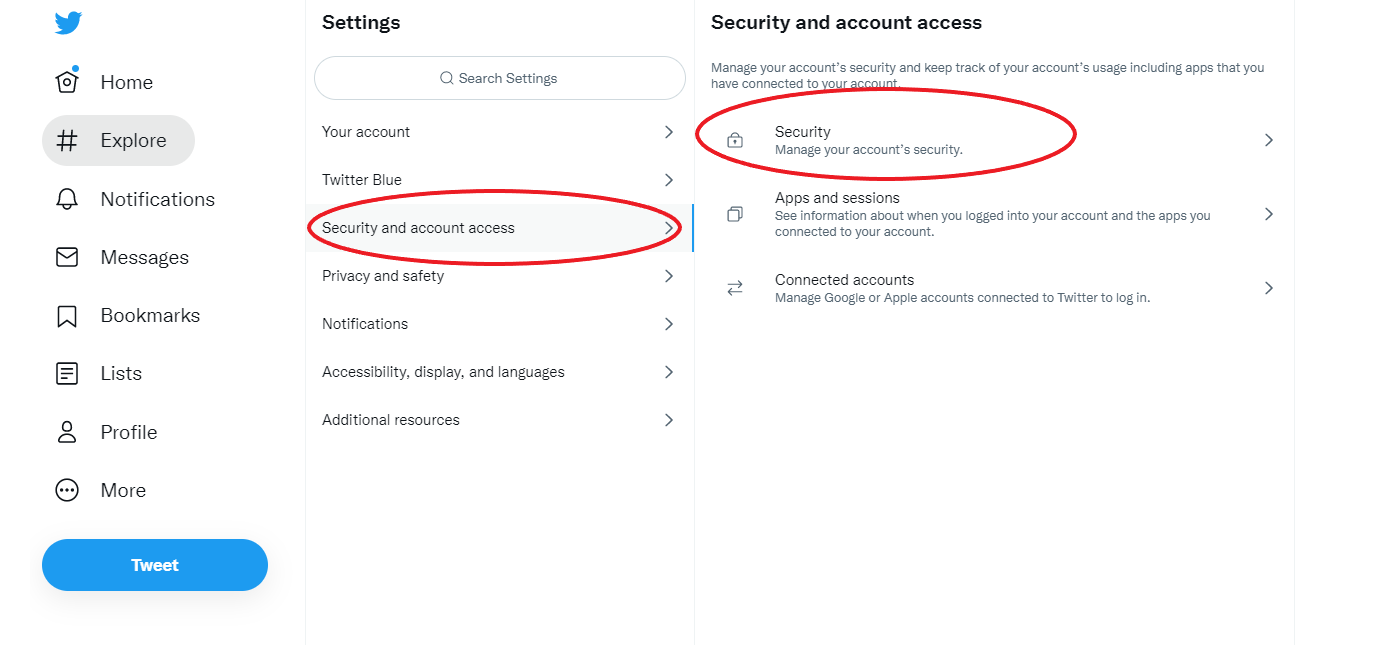 Home
Explore
Notifications
Messages
Bookmarks
Lists
Profile
More
Tweet
Settings
Search Settings
Your account
Twitter Blue
Security and account access
Privacy and safety
Notifications
Accessibility, display, and languages
Additional resources
Security and account access
Manage your account’s security and keep track of your account’s usage including apps that you
have connected to your account.
Security
Manage your account’s security.
Apps and sessions
See information about when you logged into your account and the apps you
connected to your account.
Connected accounts
Manage Google or Apple accounts connected to Twitter to log in.